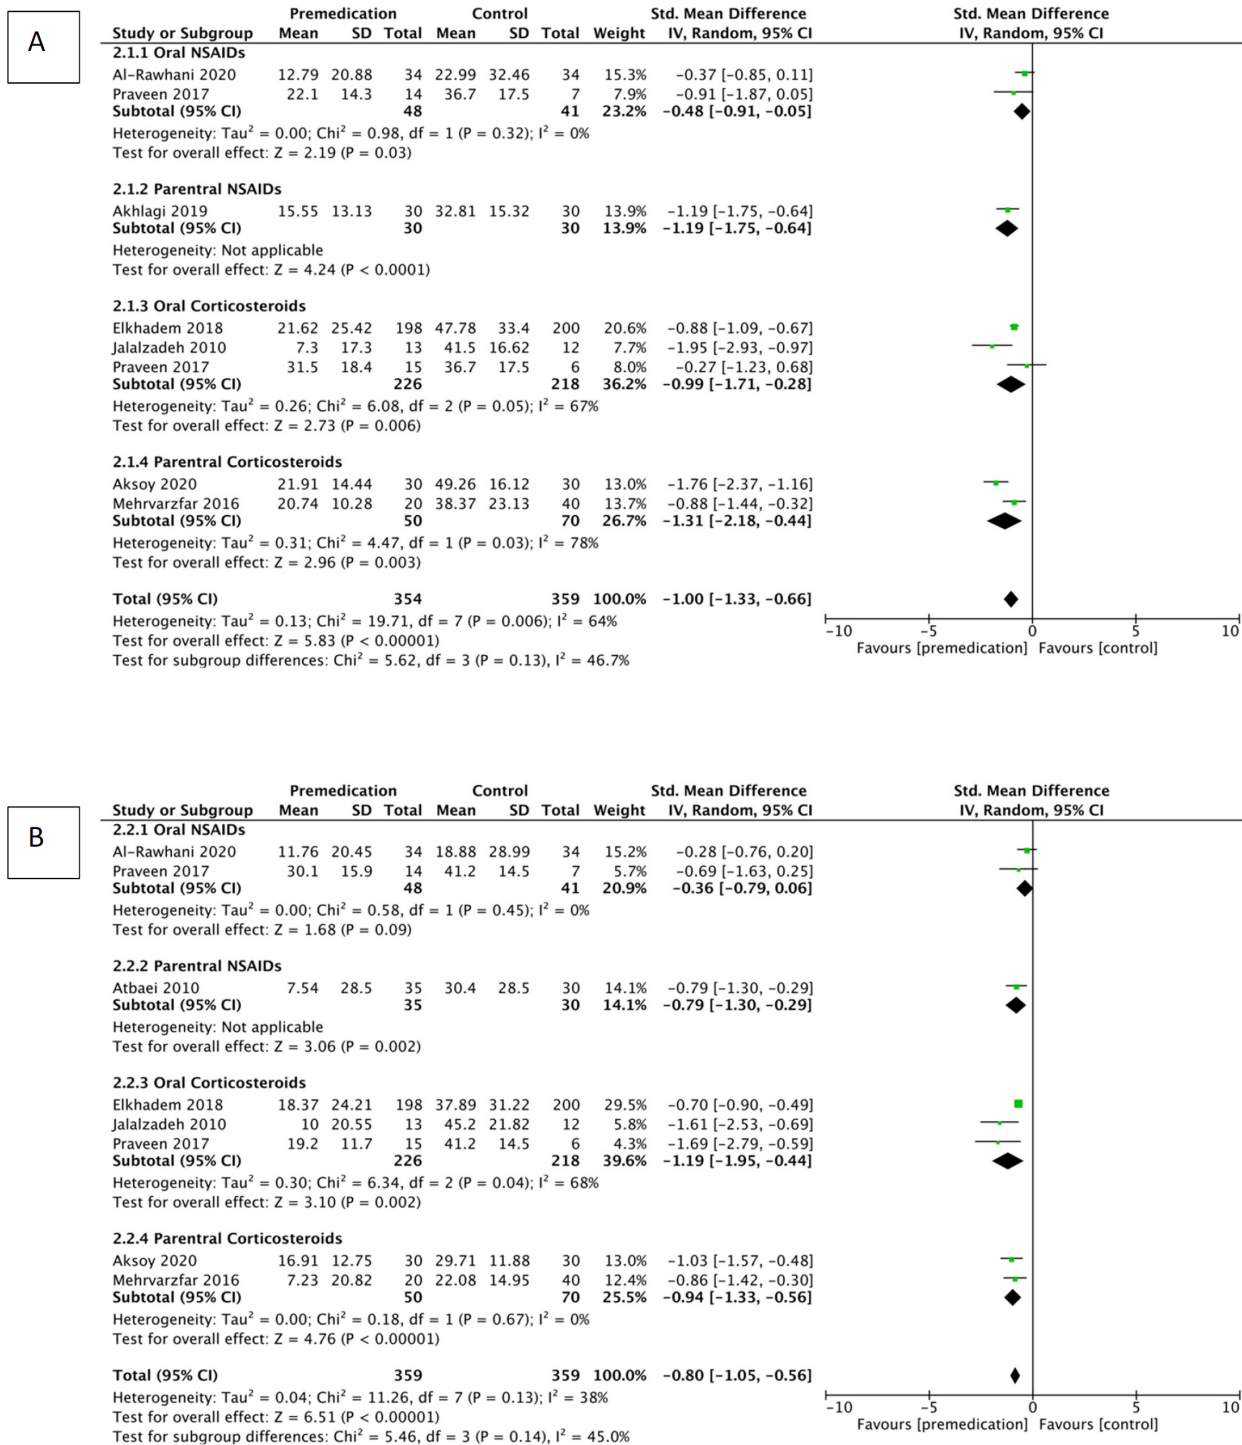 A
Premedication Control Std. Mean Difference Std. Mean Difference
Study or Subgroup Mean SD Total Mean SD Total Weight IV, Random, 95% CI IV, Random, 95% CI
2.1.1 Oral NSAIDs
Al-Rawhani 2020 12.79 20.88 34 22.99 32.46 34 15.3% -0.37 [-0.85, 0.11]
Praveen 2017 22.1 14.3 14 36.7 17.5 7 7.9% -0.91 [-1.87, 0.05]
Subtotal (95% CI) 48 41 23.2% -0.48 [-0.91, -0.05]
Heterogeneity: Tau² = 0.00; Chi² = 0.98, df = 1 (P = 0.32); I² = 0%
Test for overall effect: Z = 2.19 (P = 0.03)
2.1.2 Parentral NSAIDs
Akhlagi 2019 15.55 13.13 30 32.81 15.32 30 13.9% -1.19 [-1.75, -0.64]
Subtotal (95% CI) 30 30 13.9% -1.19 [-1.75, -0.64]
Heterogeneity: Not applicable
Test for overall effect: Z = 4.24 (P < 0.0001)
2.1.3 Oral Corticosteroids
Elkhadem 2018 21.62 25.42 198 47.78 33.4 200 20.6% -0.88 [-1.09, -0.67]
Jalalzadeh 2010 7.3 17.3 13 41.5 16.62 12 7.7% -1.95 [-2.93, -0.97]
Praveen 2017 31.5 18.4 15 36.7 17.5 6 8.0% -0.27 [-1.23, 0.68]
Subtotal (95% CI) 226 218 36.2% -0.99 [-1.71, -0.28]
Heterogeneity: Tau² = 0.26; Chi² = 6.08, df = 2 (P = 0.05); I² = 67%
Test for overall effect: Z = 2.73 (P = 0.006)
2.1.4 Parentral Corticosteroids
Aksoy 2020 21.91 14.44 30 49.26 16.12 30 13.0% -1.76 [-2.37, -1.16]
Mehrvarzfar 2016 20.74 10.28 20 38.37 23.13 40 13.7% -0.88 [-1.44, -0.32]
Subtotal (95% CI) 50 70 26.7% -1.31 [-2.18, -0.44]
Heterogeneity: Tau² = 0.31; Chi² = 4.47, df = 1 (P = 0.03); I² = 78%
Test for overall effect: Z = 2.96 (P = 0.003)
Total (95% CI) 354 359 100.0% -1.00 [-1.33, -0.66]
Heterogeneity: Tau² = 0.13; Chi² = 19.71, df = 7 (P = 0.006); I² = 64%
Test for overall effect: Z = 5.83 (P < 0.00001)
Test for subgroup differences: Chi² = 5.62, df = 3 (P = 0.13), I² = 46.7%
-10 -5 0 5 10
Favours [premedication] Favours [control]
B
Premedication Control Std. Mean Difference Std. Mean Difference
Study or Subgroup Mean SD Total Mean SD Total Weight IV, Random, 95% CI IV, Random, 95% CI
2.2.1 Oral NSAIDs
Al-Rawhani 2020 11.76 20.45 34 18.88 28.99 34 15.2% -0.28 [-0.76, 0.20]
Praveen 2017 30.1 15.9 14 41.2 14.5 7 5.7% -0.69 [-1.63, 0.25]
Subtotal (95% CI) 48 41 20.9% -0.36 [-0.79, 0.06]
Heterogeneity: Tau² = 0.00; Chi² = 0.58, df = 1 (P = 0.45); I² = 0%
Test for overall effect: Z = 1.68 (P = 0.09)
2.2.2 Parentral NSAIDs
Atbaei 2010 7.54 28.5 35 30.4 28.5 30 14.1% -0.79 [-1.30, -0.29]
Subtotal (95% CI) 35 30 14.1% -0.79 [-1.30, -0.29]
Heterogeneity: Not applicable
Test for overall effect: Z = 3.06 (P = 0.002)
2.2.3 Oral Corticosteroids
Elkhadem 2018 18.37 24.21 198 37.89 31.22 200 29.5% -0.70 [-0.90, -0.49]
Jalalzadeh 2010 10 20.55 13 45.2 21.82 12 5.8% -1.61 [-2.53, -0.69]
Praveen 2017 19.2 11.7 15 41.2 14.5 6 4.3% -1.69 [-2.79, -0.59]
Subtotal (95% CI) 226 218 39.6% -1.19 [-1.95, -0.44]
Heterogeneity: Tau² = 0.30; Chi² = 6.34, df = 2 (P = 0.04); I² = 68%
Test for overall effect: Z = 3.10 (P = 0.002)
2.2.4 Parentral Corticosteroids
Aksoy 2020 16.91 12.75 30 29.71 11.88 30 13.0% -1.03 [-1.57, -0.48]
Mehrvarzfar 2016 7.23 20.82 20 22.08 14.95 40 12.4% -0.86 [-1.42, -0.30]
Subtotal (95% CI) 50 70 25.5% -0.94 [-1.33, -0.56]
Heterogeneity: Tau² = 0.00; Chi² = 0.18, df = 1 (P = 0.67); I² = 0%
Test for overall effect: Z = 4.76 (P < 0.00001)
Total (95% CI) 359 359 100.0% -0.80 [-1.05, -0.56]
Heterogeneity: Tau² = 0.04; Chi² = 11.26, df = 7 (P = 0.13); I² = 38%
Test for overall effect: Z = 6.51 (P < 0.00001)
Test for subgroup differences: Chi² = 5.46, df = 3 (P = 0.14), I² = 45.0%
-10 -5 0 5 10
Favours [premedication] Favours [control]